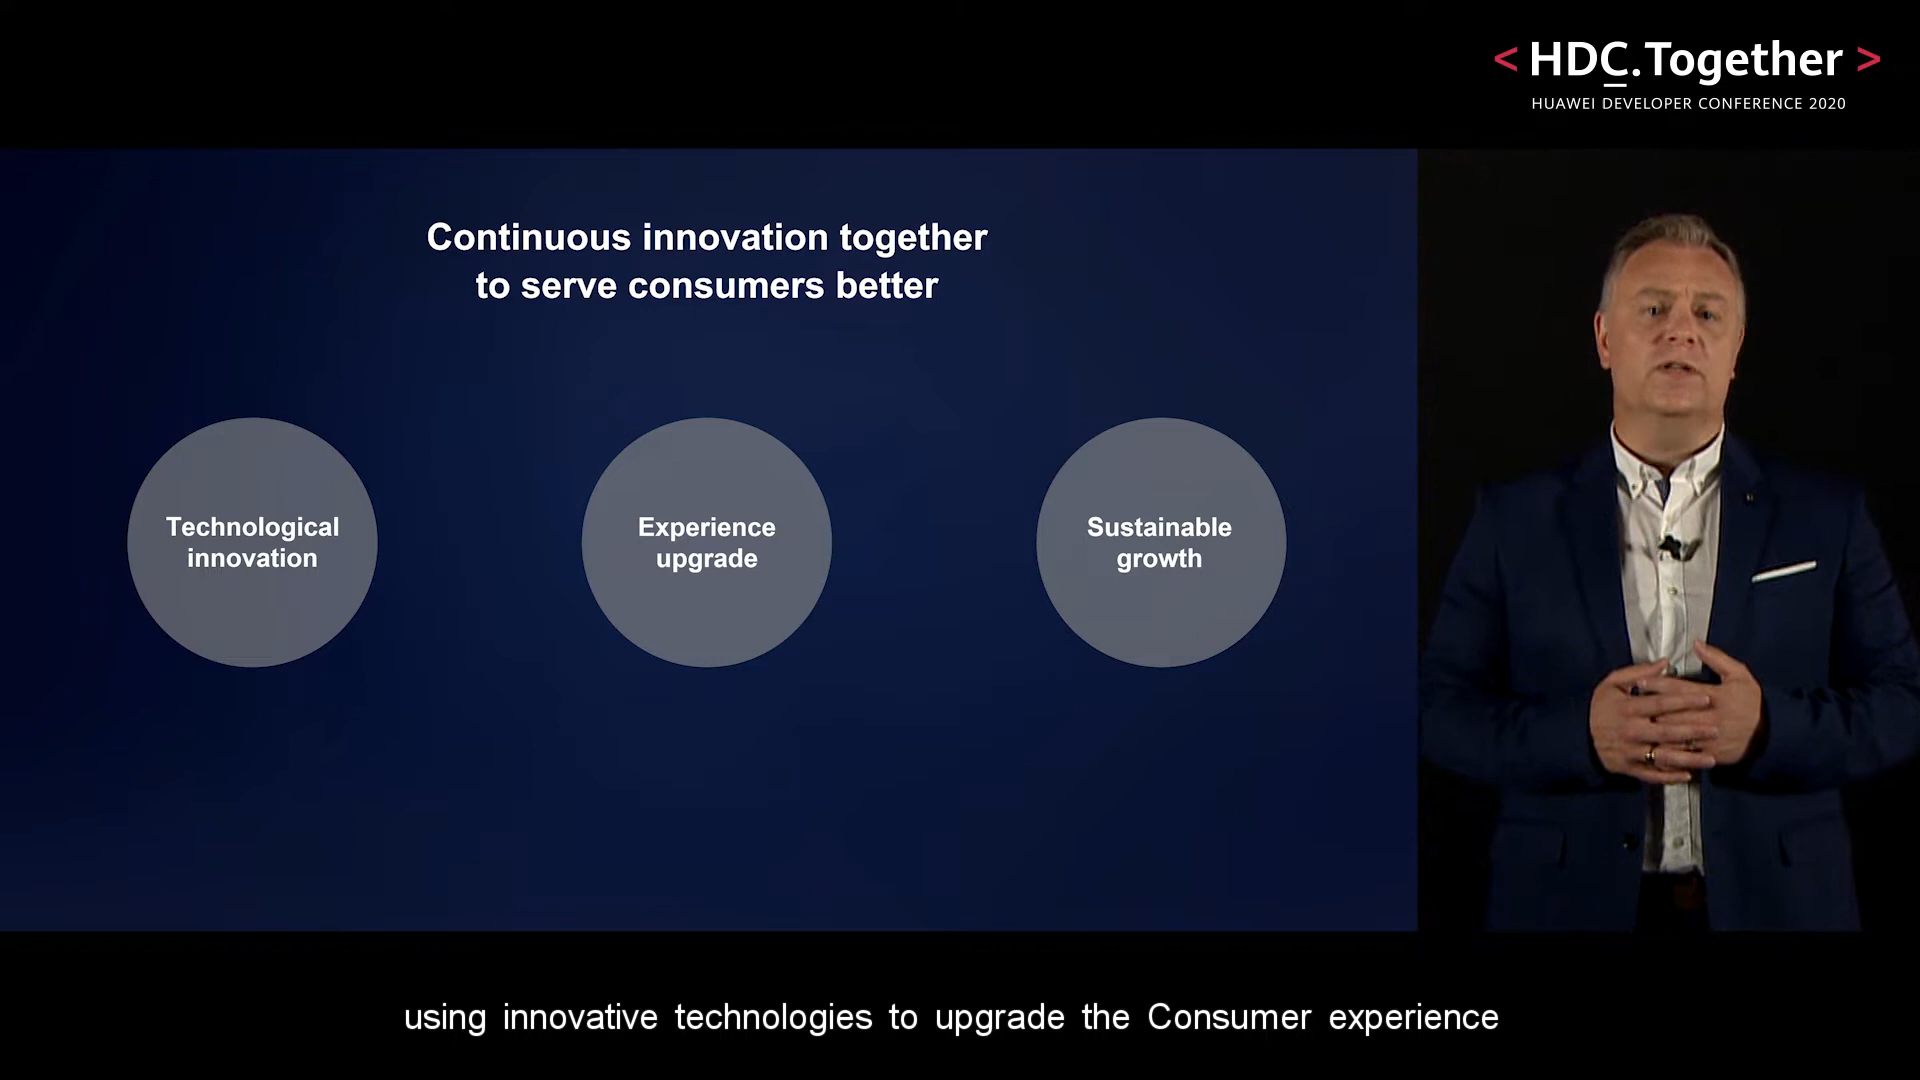 < HDC.Together >
HUAWEI DEVELOPER CONFERENCE 2020
Continuous innovation together
to serve consumers better
Technological
innovation
Experience
upgrade
Sustainable
growth
using innovative technologies to upgrade the Consumer experience